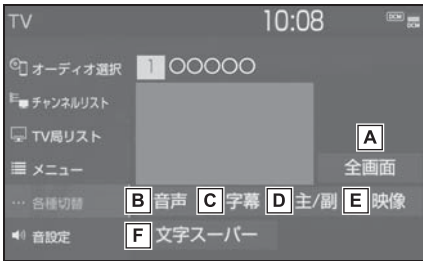 TV 10:08 DCM
オーディオ選択 1 〇〇〇〇〇
チャンネルリスト
TV局リスト
A
メニュー 全画面
… 各種切替 B 音声 C 字幕 D 主/副 E 映像
音設定 F 文字スーパー